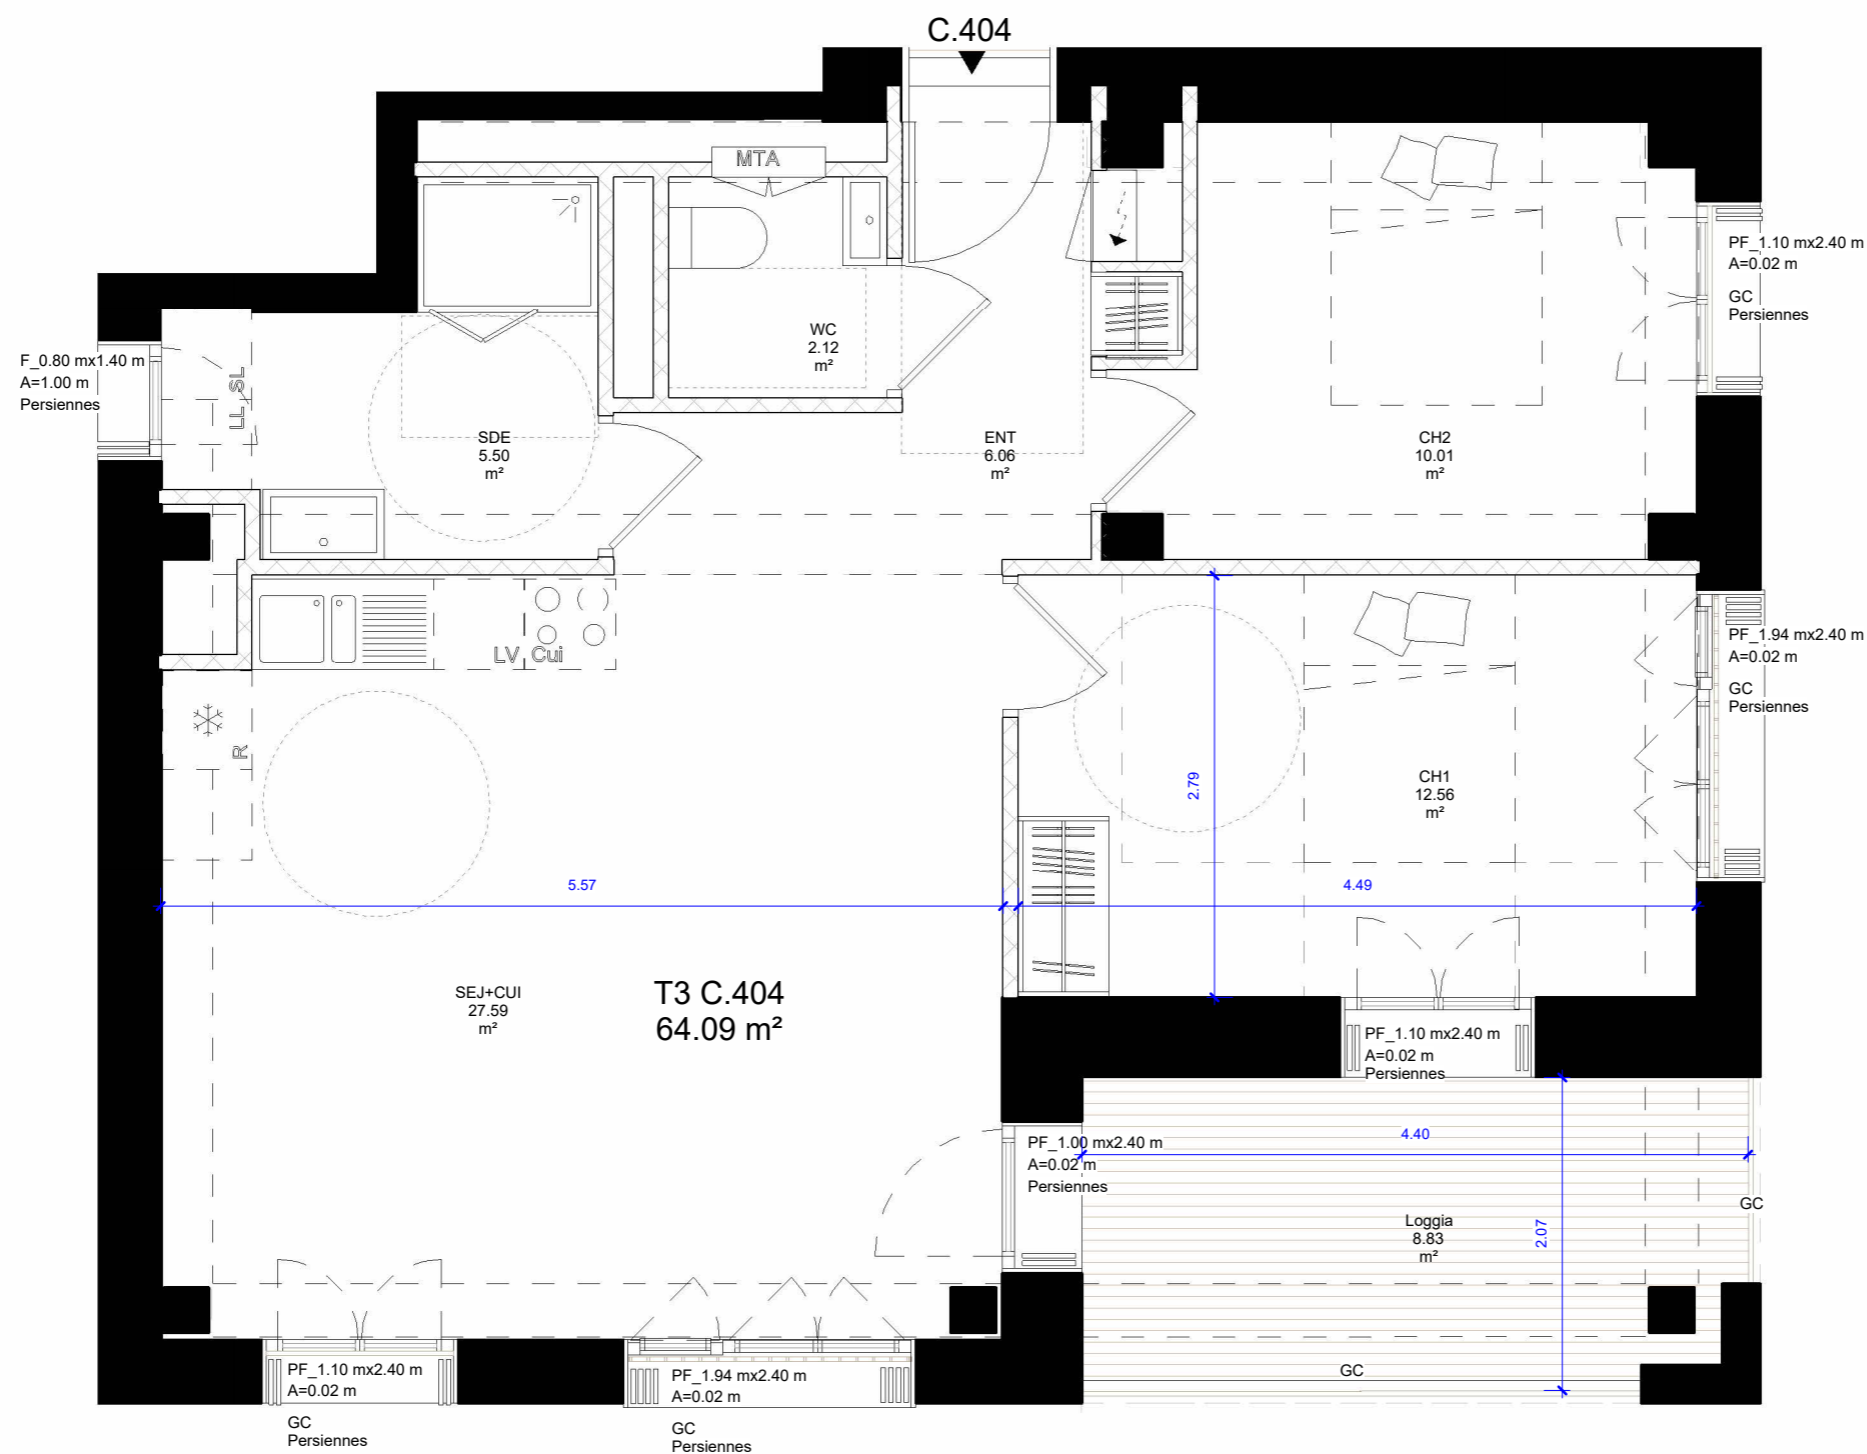 C.404
MTA
PF_1.10 mx2.40 m
A=0.02 m
GC
Persiennes
F_0.80 mx1.40 m
A=1.00 m
Persiennes
LL SL
WC
2.12
m²
SDE
5.50
m²
ENT
6.06
m²
CH2
10.01
m²
PF_1.94 mx2.40 m
A=0.02 m
GC
Persiennes
LV Cui
R
2.79
CH1
12.56
m²
5.57
4.49
SEJ+CUI
27.59
m²
T3 C.404
64.09 m²
PF_1.10 mx2.40 m
A=0.02 m
Persiennes
PF_1.00 mx2.40 m
A=0.02 m
Persiennes
4.40
GC
Loggia
8.83
m²
2.07
GC
PF_1.10 mx2.40 m
A=0.02 m
GC
Persiennes
PF_1.94 mx2.40 m
A=0.02 m
GC
Persiennes